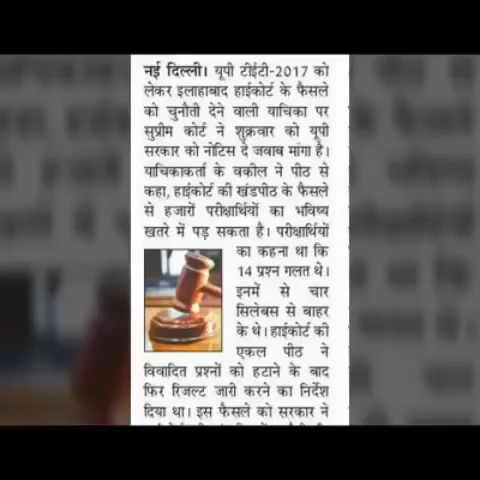 नई दिल्ली। यूपी टीईटी-2017 को
लेकर इलाहाबाद हाईकोर्ट के फैसले
को चुनौती देने वाली याचिका पर
सुप्रीम कोर्ट ने शुक्रवार को यूपी
सरकार को नोटिस दे जवाब मांगा है।
याचिकाकर्ता के वकील ने पीठ से
कहा, हाईकोर्ट की खंडपीठ के फैसले
से हजारों परीक्षार्थियों का भविष्य
खतरे में पड़ सकता है। परीक्षार्थियों
का कहना था कि
14 प्रश्न गलत थे।
इनमें से चार
सिलेबस से बाहर
के थे। हाईकोर्ट की
एकल पीठ ने
विवादित प्रश्नों को हटाने के बाद
फिर रिजल्ट जारी करने का निर्देश
दिया था। इस फैसले को सरकार ने